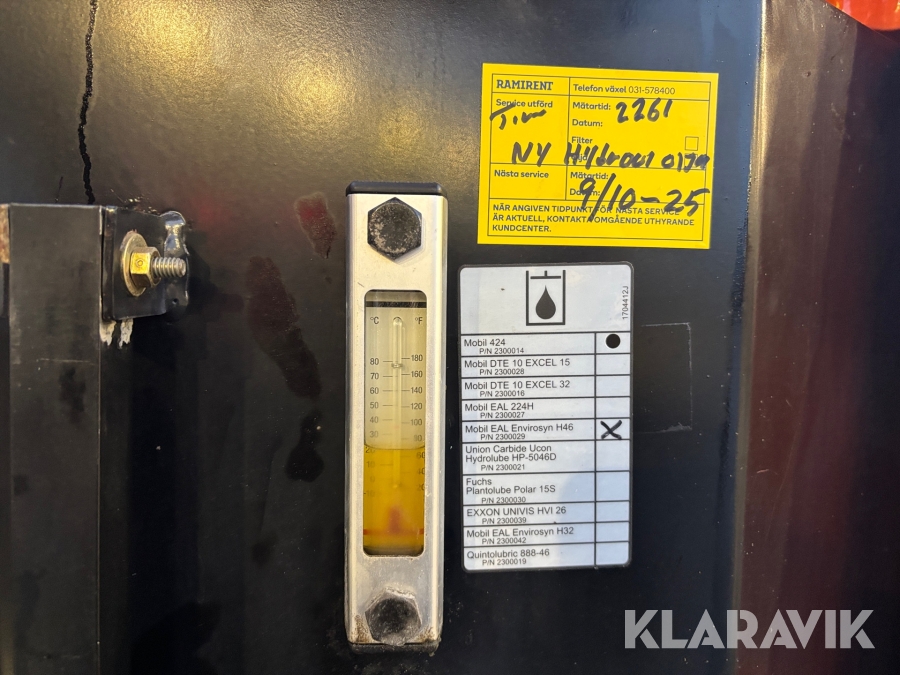 RAMIRENT
Telefon växel 031-578400
Service utförd
Mätartid: 2261
Datum:
Filter
NY
Nästa service
Mätartid:
9/10-25
NÄR ANGIVEN TIDPUNKT FÖR NÄSTA SERVICE
ÄR AKTUELL, KONTAKTA OMGÅENDE UTHYRANDE
KUNDCENTER.
1704412J
Mobil 424
P/N 2300014
Mobil DTE 10 EXCEL 15
P/N 2300028
Mobil DTE 10 EXCEL 32
P/N 2300016
Mobil EAL 224H
P/N 2300027
Mobil EAL Envirosyn H46
P/N 2300029
X
Union Carbide Ucon
Hydrolube HP-5046D
P/N 2300021
Fuchs
Plantolube Polar 15S
P/N 2300030
EXXON UNIVIS HVI 26
P/N 2300039
Mobil EAL Envirosyn H32
P/N 2300042
Quintolubric 888-46
P/N 2300019
°C °F
80 180
70 160
60 140
50 120
40 100
30 80
KLARAVIK